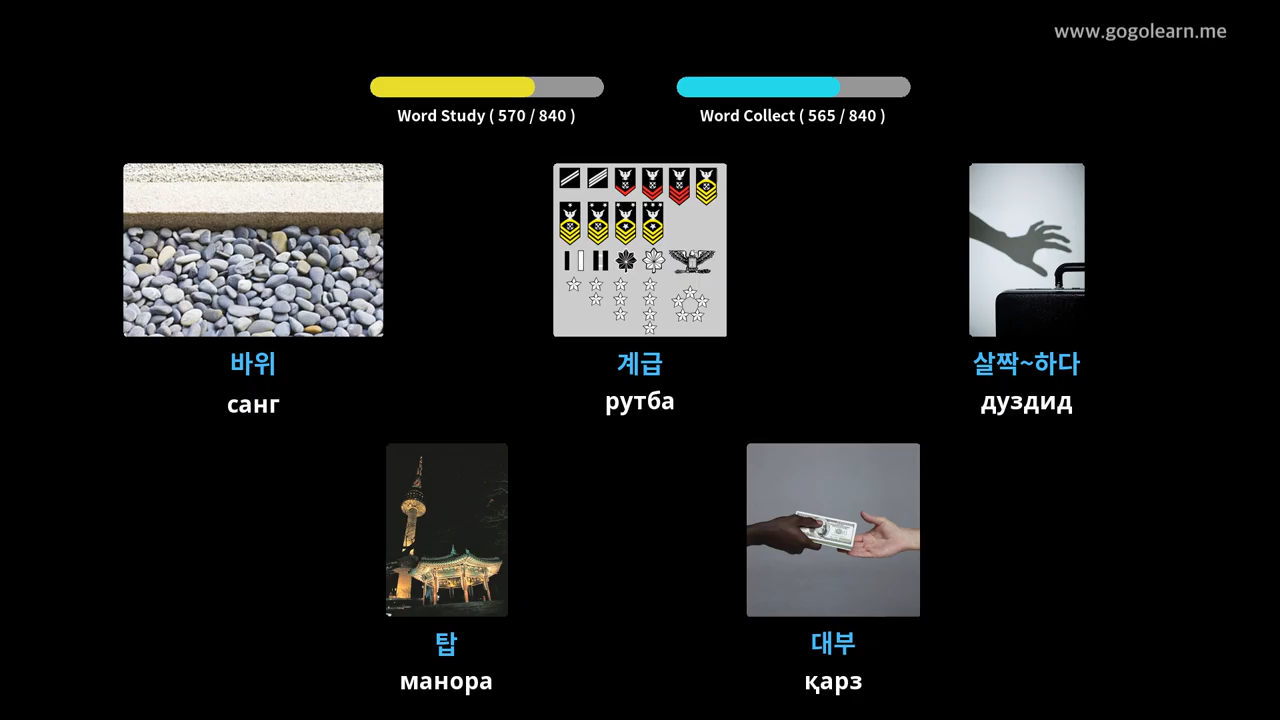 www.gogolearn.me
Word Study ( 570 / 840 )
Word Collect ( 565 / 840 )
바위
санг
계급
рутба
살짝~하다
дуздид
탑
манора
대부
қарз